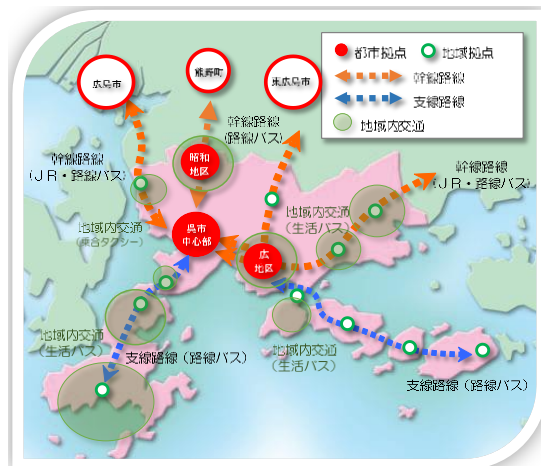 広島市
熊野町
東広島市
都市拠点
地域拠点
幹線路線
支線路線
地域内交通
幹線路線
(路線バス)
昭和
地区
幹線路線
(JR・路線バス)
幹線路線
(JR・路線バス)
地域内交通
(乗合タクシー)
地域内交通
(生活バス)
呉市
中心部
広
地区
地域内交通
(生活バス)
地域内交通
(生活バス)
支線路線(路線バス)
支線路線(路線バス)